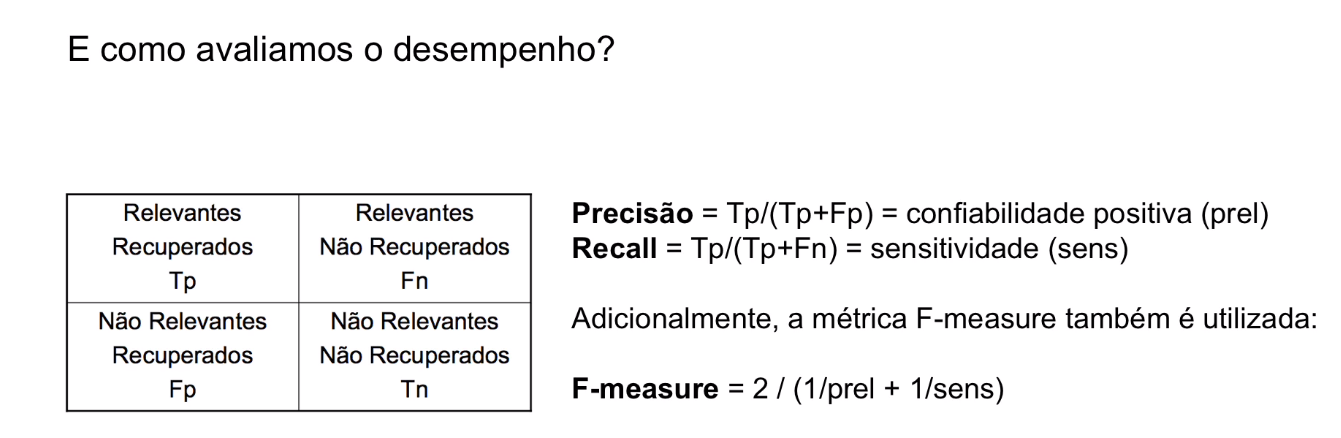 E como avaliamos o desempenho?
Relevantes
Recuperados
Tp
Relevantes
Não Recuperados
Fn
Não Relevantes
Recuperados
Fp
Não Relevantes
Não Recuperados
Tn
Precisão = Tp/(Tp+Fp) = confiabilidade positiva (prel)
Recall = Tp/(Tp+Fn) = sensitividade (sens)
Adicionalmente, a métrica F-measure também é utilizada:
F-measure = 2 / (1/prel + 1/sens)